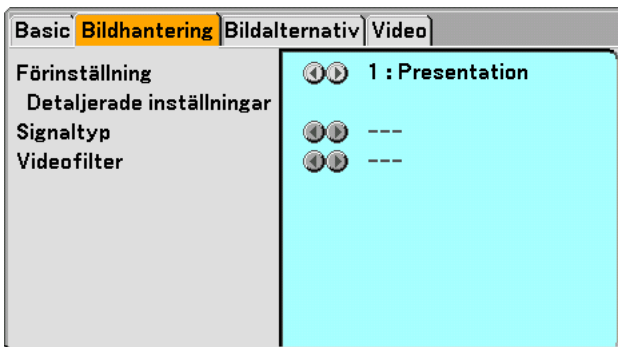 Basic Bildhantering Bildalternativ Video
Förinställning 1 : Presentation
Detaljerade inställningar
Signaltyp ---
Videofilter ---